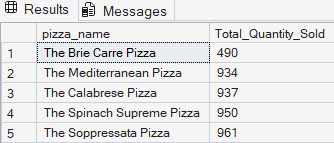 Results Messages
pizza_name Total_Quantity_Sold
1 The Brie Carre Pizza 490
2 The Mediterranean Pizza 934
3 The Calabrese Pizza 937
4 The Spinach Supreme Pizza 950
5 The Soppressata Pizza 961